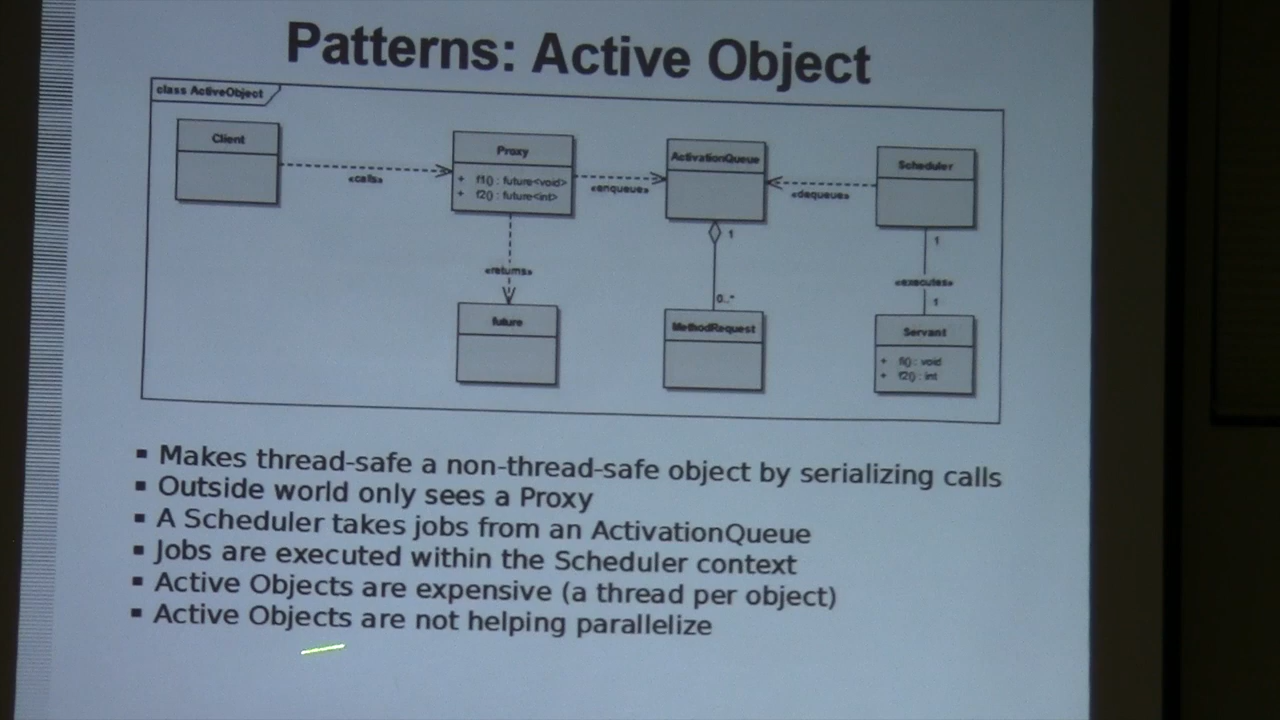 Patterns: Active Object
class ActiveObject
Client
«calls»
Proxy
+ f1() : future<void>
+ f2() : future<int>
«enqueue»
ActivationQueue
«dequeue»
Scheduler
«returns»
1
0..*
1
«executes»
1
future
MethodRequest
Servant
+ f() : void
+ f2() : int
▪ Makes thread-safe a non-thread-safe object by serializing calls
▪ Outside world only sees a Proxy
▪ A Scheduler takes jobs from an ActivationQueue
▪ Jobs are executed within the Scheduler context
▪ Active Objects are expensive (a thread per object)
▪ Active Objects are not helping parallelize